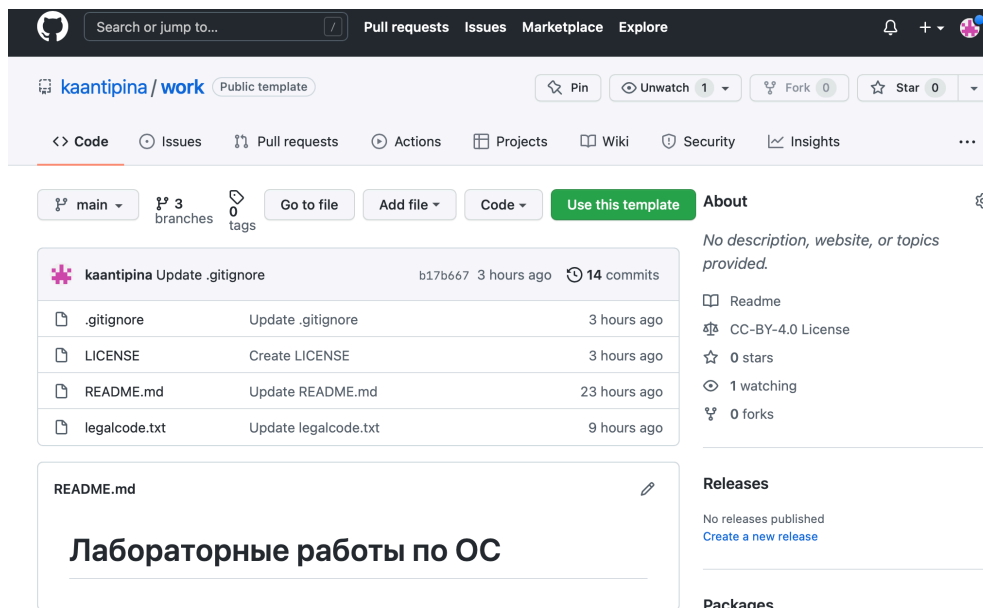 Search or jump to... / Pull requests Issues Marketplace Explore
kaantipina / work Public template Pin Unwatch 1 Fork 0 Star 0
Code Issues Pull requests Actions Projects Wiki Security Insights
main 3 branches 0 tags Go to file Add file Code Use this template
kaantipina Update .gitignore b17b667 3 hours ago 14 commits
.gitignore Update .gitignore 3 hours ago
LICENSE Create LICENSE 3 hours ago
README.md Update README.md 23 hours ago
legalcode.txt Update legalcode.txt 9 hours ago
README.md
Лабораторные работы по ОС
About
No description, website, or topics
provided.
Readme
CC-BY-4.0 License
0 stars
1 watching
0 forks
Releases
No releases published
Create a new release
Packages